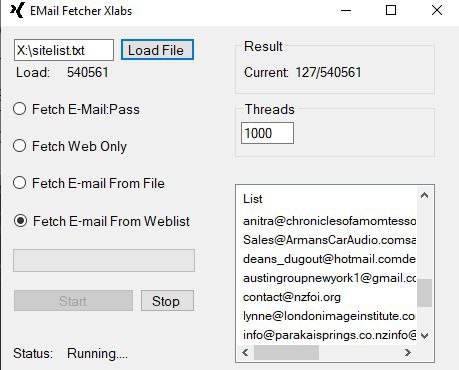 EMail Fetcher Xlabs
X:\sitelist.txt
Load File
Load: 540561
Fetch E-Mail:Pass
Fetch Web Only
Fetch E-mail From File
Fetch E-mail From Weblist
Start
Stop
Status: Running....
Result
Current: 127/540561
Threads
1000
List
anitra@chroniclesofamomtesso
Sales@ArmansCarAudio.comsa
deans_dugout@hotmail.comde
austingroupnewyork1@gmail.cc
contact@nzfoi.org
lynne@londonimageinstitute.co
info@parakaisprings.co.nzinfo@